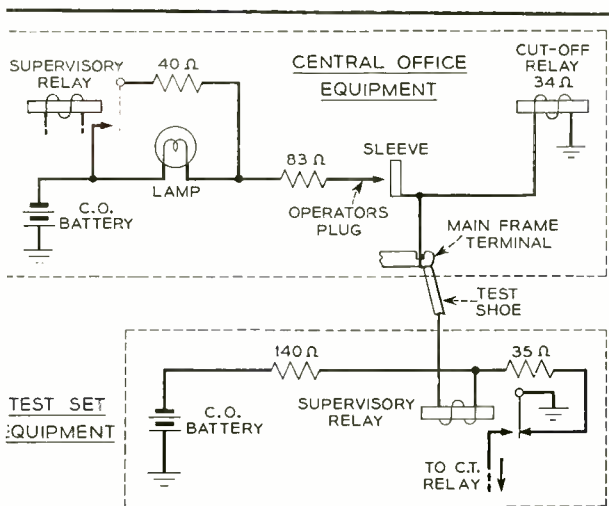 CENTRAL OFFICE
EQUIPMENT
SUPERVISORY
RELAY
40 Ω
CUT-OFF
RELAY
34 Ω
LAMP
83 Ω
SLEEVE
OPERATORS
PLUG
C.O.
BATTERY
MAIN FRAME
TERMINAL
TEST
SHOE
TEST SET
EQUIPMENT
140 Ω
35 Ω
C.O.
BATTERY
SUPERVISORY
RELAY
TO C.T.
RELAY